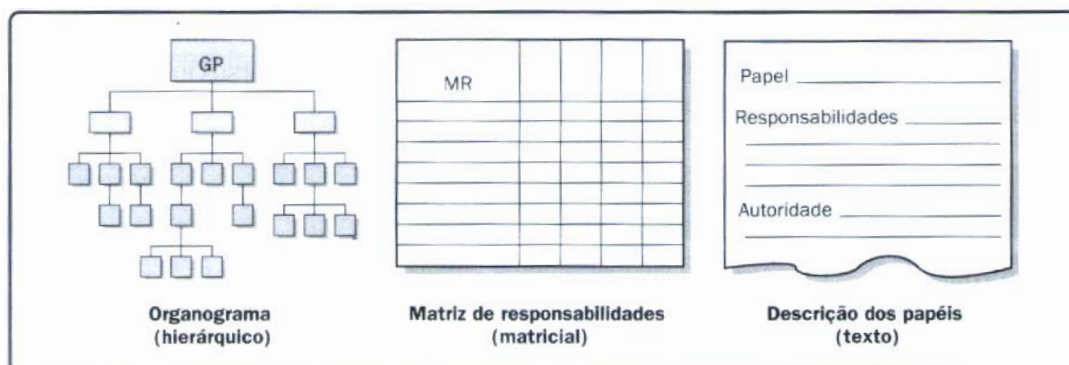 GP
MR
Papel
Responsabilidades
Autoridade
Organograma
(hierárquico)
Matriz de responsabilidades
(matricial)
Descrição dos papéis
(texto)